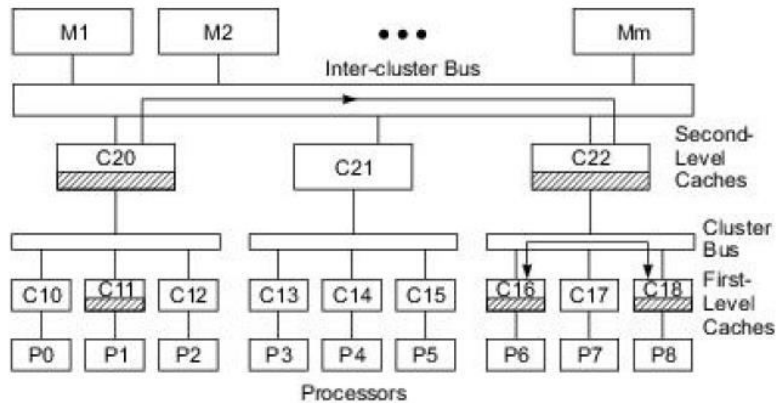 M1 M2 ••• Mm
Inter-cluster Bus
C20 C21 C22 Second-
Level
Caches
Cluster
Bus
C10 C11 C12 C13 C14 C15 C16 C17 C18 First-
Level
Caches
P0 P1 P2 P3 P4 P5 P6 P7 P8
Processors